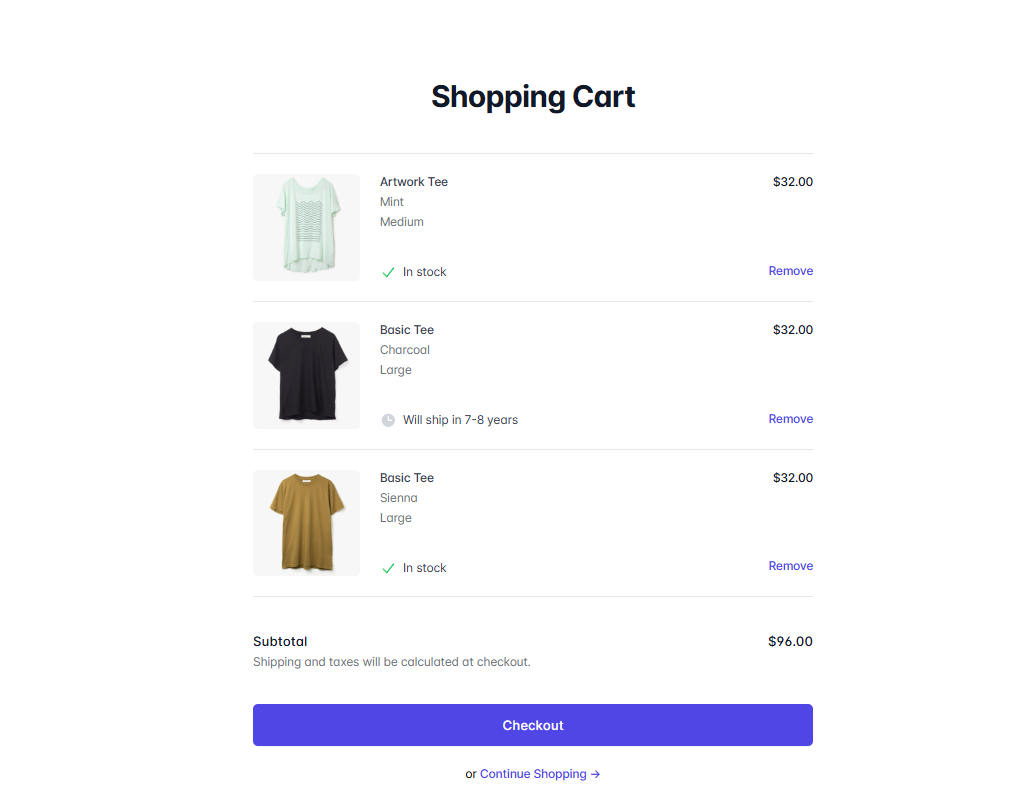 Shopping Cart
Artwork Tee
$32.00
Mint
Medium
In stock
Remove
Basic Tee
$32.00
Charcoal
Large
Will ship in 7-8 years
Remove
Basic Tee
$32.00
Sienna
Large
In stock
Remove
Subtotal
$96.00
Shipping and taxes will be calculated at checkout.
Checkout
or Continue Shopping →